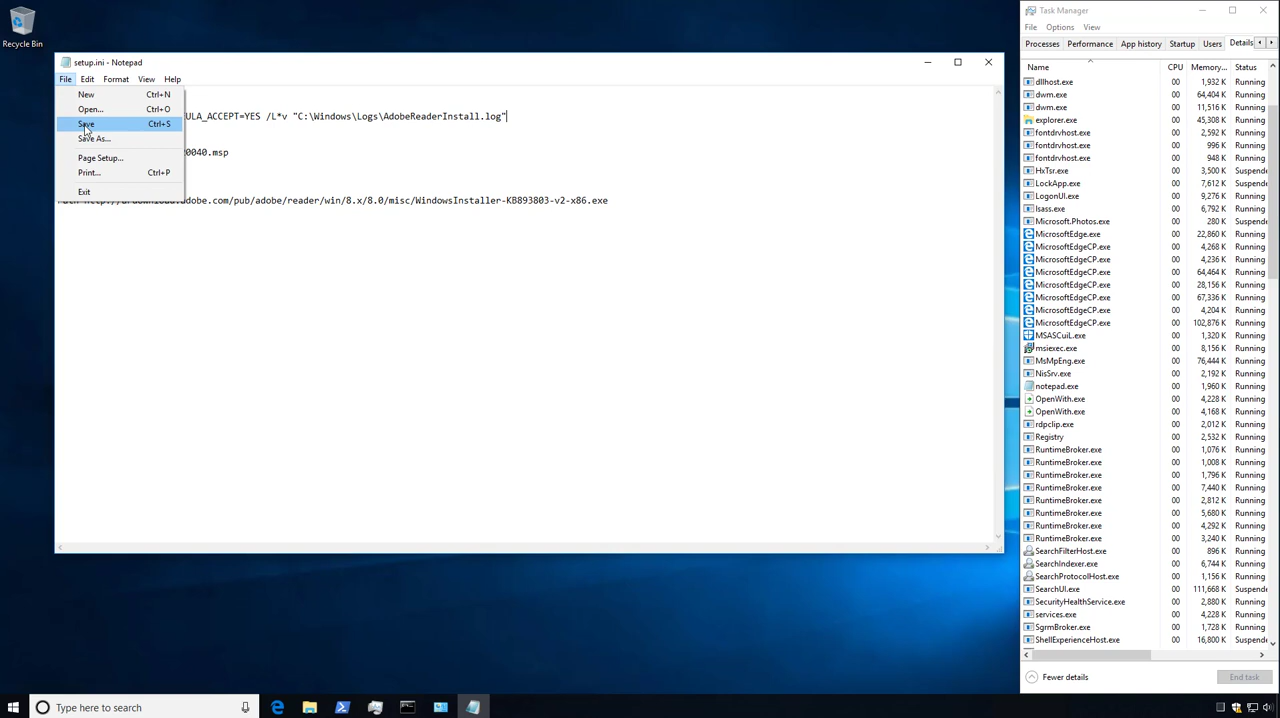 Recycle Bin
setup.ini - Notepad
File Edit Format View Help
New Ctrl+N
Open... Ctrl+O
Save Ctrl+S
Save As...
Page Setup...
Print... Ctrl+P
Exit
ULA_ACCEPT=YES /L*v "C:\Windows\Logs\AdobeReaderInstall.log"
20040.msp
.adobe.com/pub/adobe/reader/win/8.x/8.0/misc/WindowsInstaller-KB893803-v2-x86.exe
Task Manager
File Options View
Processes Performance App history Startup Users Details
Name CPU Memory... Status
dllhost.exe 00 1,932 K Running
dwm.exe 00 64,404 K Running
dwm.exe 00 11,516 K Running
explorer.exe 00 30,204 K Running
fontdrvhost.exe 00 2,592 K Running
fontdrvhost.exe 00 996 K Running
fontdrvhost.exe 00 948 K Running
HxTsr.exe 00 3,500 K Suspende
LockApp.exe 00 7,612 K Suspende
LogonUI.exe 00 9,276 K Running
lsass.exe 00 6,792 K Running
Microsoft.Photos.exe 00 280 K Suspende
MicrosoftEdge.exe 00 22,860 K Running
MicrosoftEdgeCP.exe 00 4,268 K Running
MicrosoftEdgeCP.exe 00 4,236 K Running
MicrosoftEdgeCP.exe 00 64,464 K Running
MicrosoftEdgeCP.exe 00 28,156 K Running
MicrosoftEdgeCP.exe 00 67,336 K Running
MicrosoftEdgeCP.exe 00 4,204 K Running
MicrosoftEdgeCP.exe 00 102,876 K Running
MSASCuiL.exe 00 1,320 K Running
msiexec.exe 00 8,156 K Running
MsMpEng.exe 00 76,444 K Running
NisSrv.exe 00 2,192 K Running
notepad.exe 00 1,960 K Running
OpenWith.exe 00 4,228 K Running
OpenWith.exe 00 4,168 K Running
rdpclip.exe 00 2,012 K Running
Registry 00 2,532 K Running
RuntimeBroker.exe 00 1,076 K Running
RuntimeBroker.exe 00 1,008 K Running
RuntimeBroker.exe 00 1,796 K Running
RuntimeBroker.exe 00 7,440 K Running
RuntimeBroker.exe 00 2,812 K Running
RuntimeBroker.exe 00 5,680 K Running
RuntimeBroker.exe 00 4,292 K Running
RuntimeBroker.exe 00 3,240 K Running
SearchFilterHost.exe 00 896 K Running
SearchIndexer.exe 00 6,744 K Running
SearchProtocolHost.exe 00 1,156 K Running
SearchUI.exe 00 111,668 K Suspende
SecurityHealthService.exe 00 2,880 K Running
services.exe 00 4,228 K Running
SgrmBroker.exe 00 1,728 K Running
ShellExperienceHost.exe 00 16,800 K Suspende
Fewer details
End task
Type here to search